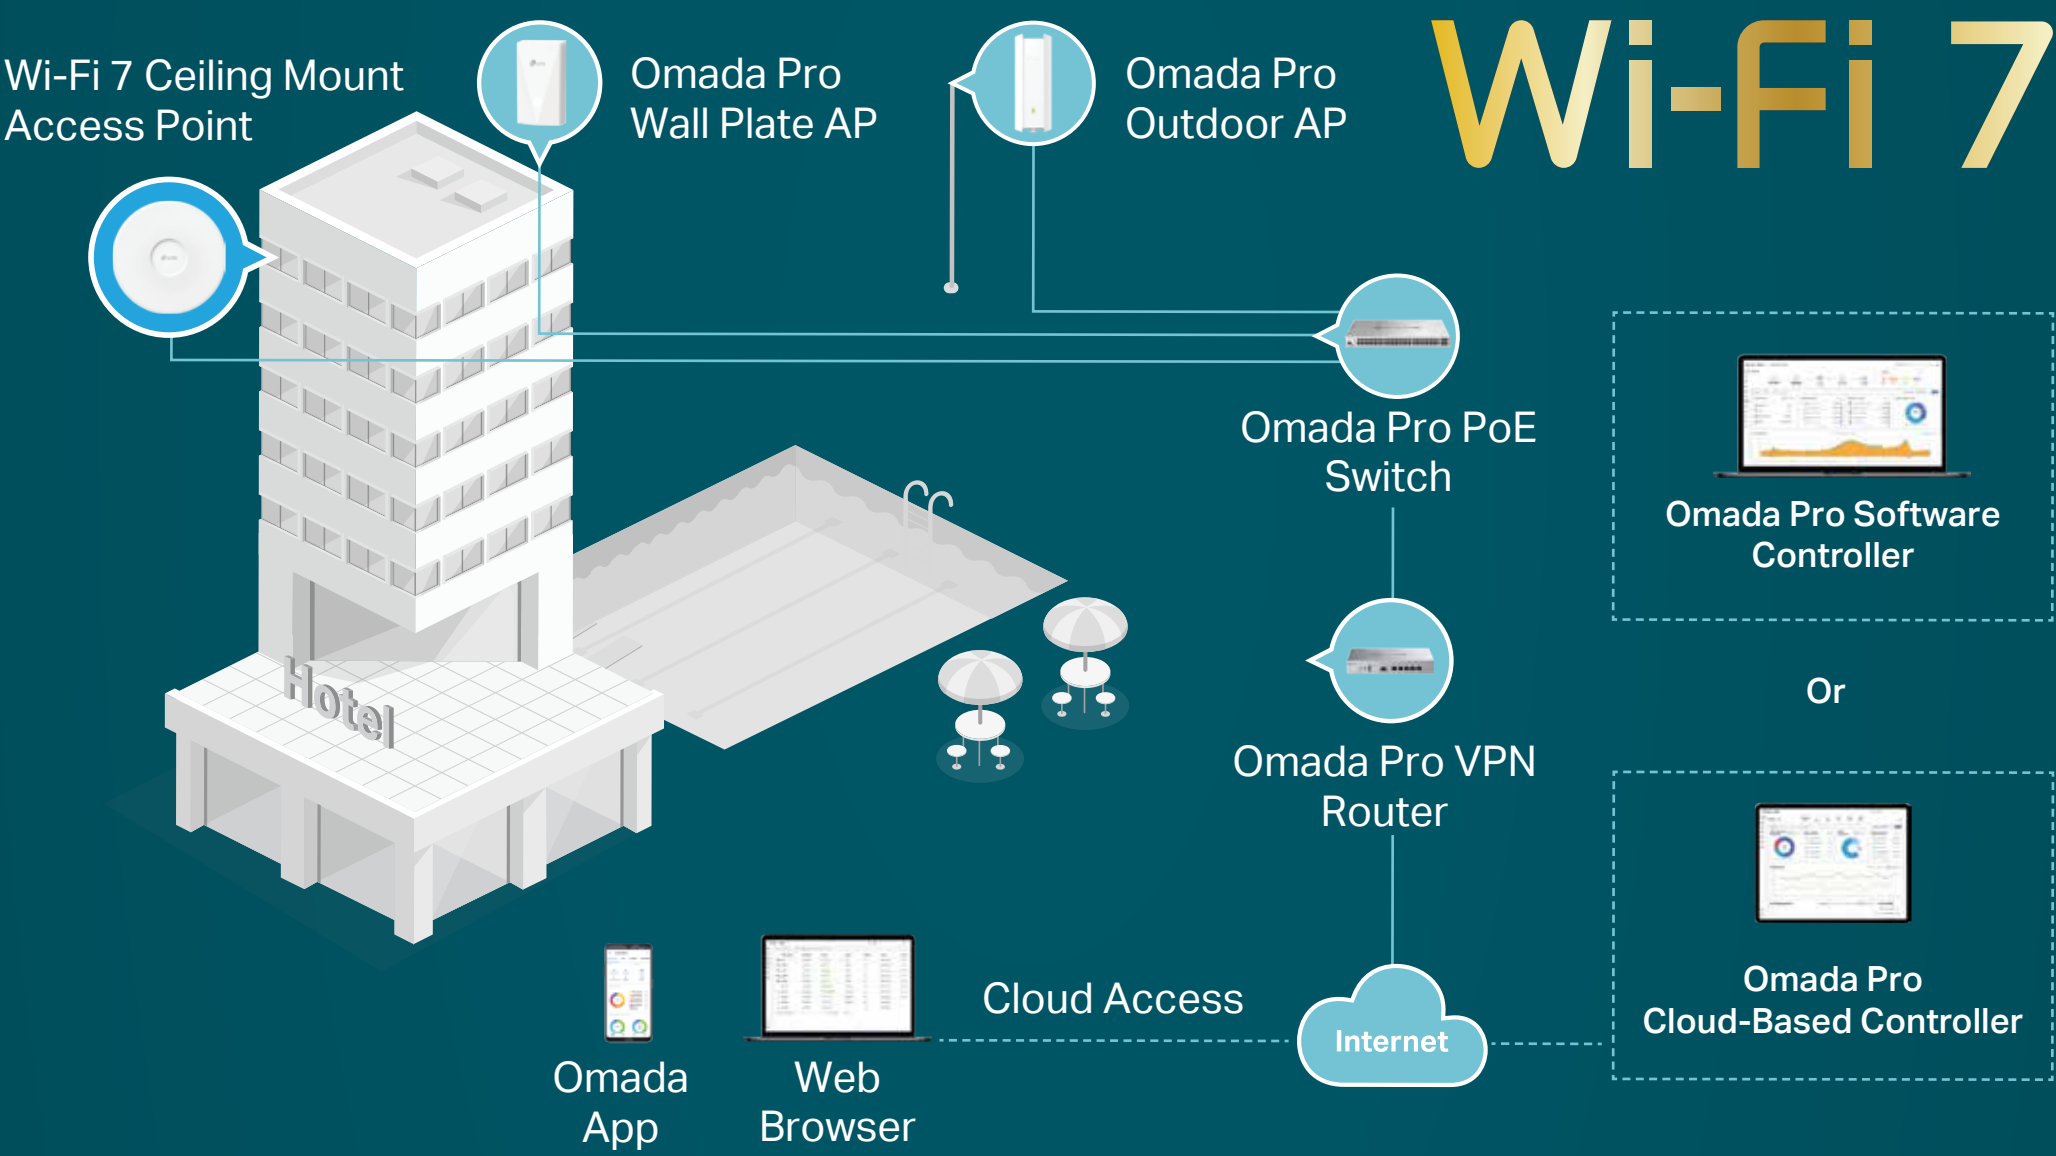 Wi-Fi 7
Wi-Fi 7 Ceiling Mount
Access Point
Omada Pro
Wall Plate AP
Omada Pro
Outdoor AP
Omada Pro PoE
Switch
Omada Pro Software
Controller
Or
Hotel
Omada Pro VPN
Router
Omada Pro
Cloud-Based Controller
Cloud Access
Internet
Omada
App
Web
Browser